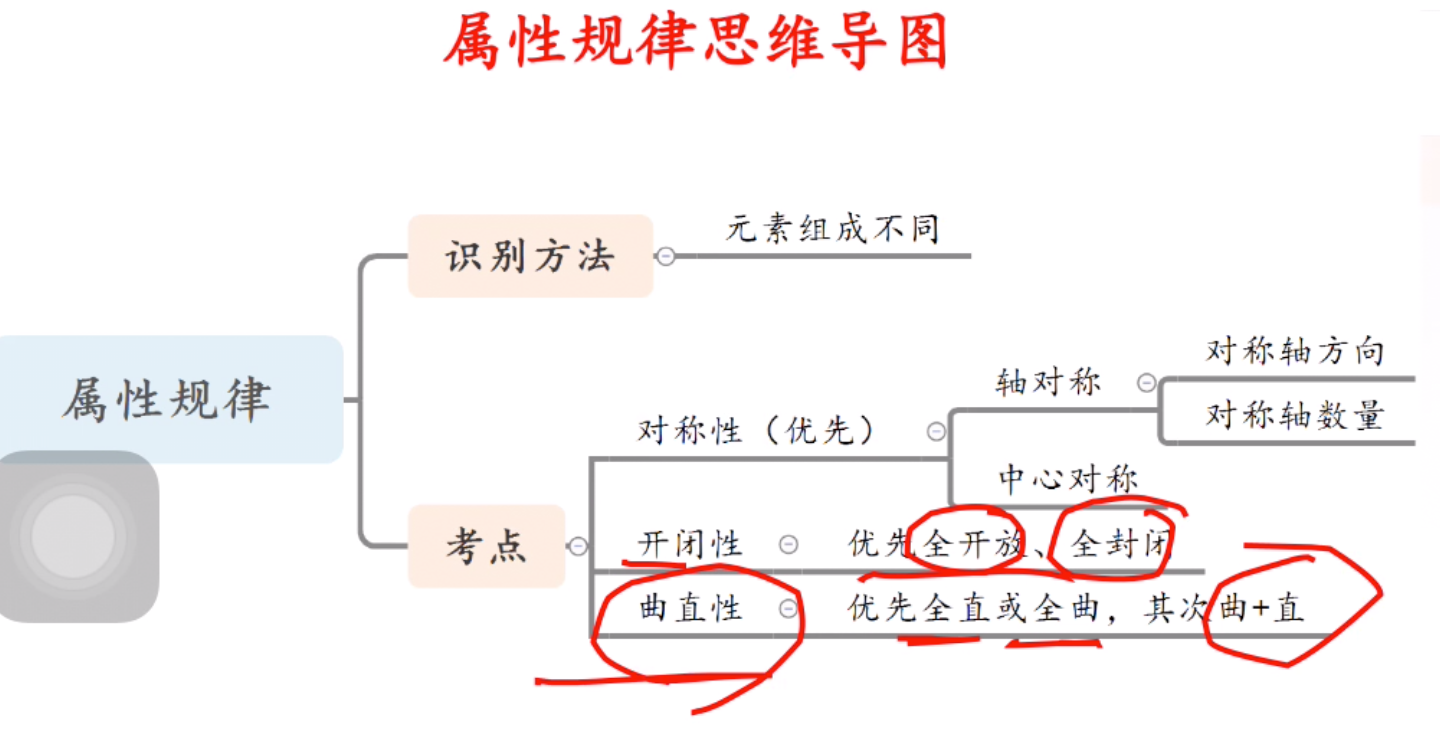 属性规律思维导图
属性规律
识别方法
元素组成不同
考点
对称性（优先）
轴对称
对称轴方向
对称轴数量
中心对称
开闭性
优先全开放、全封闭
曲直性
优先全直或全曲，其次曲+直